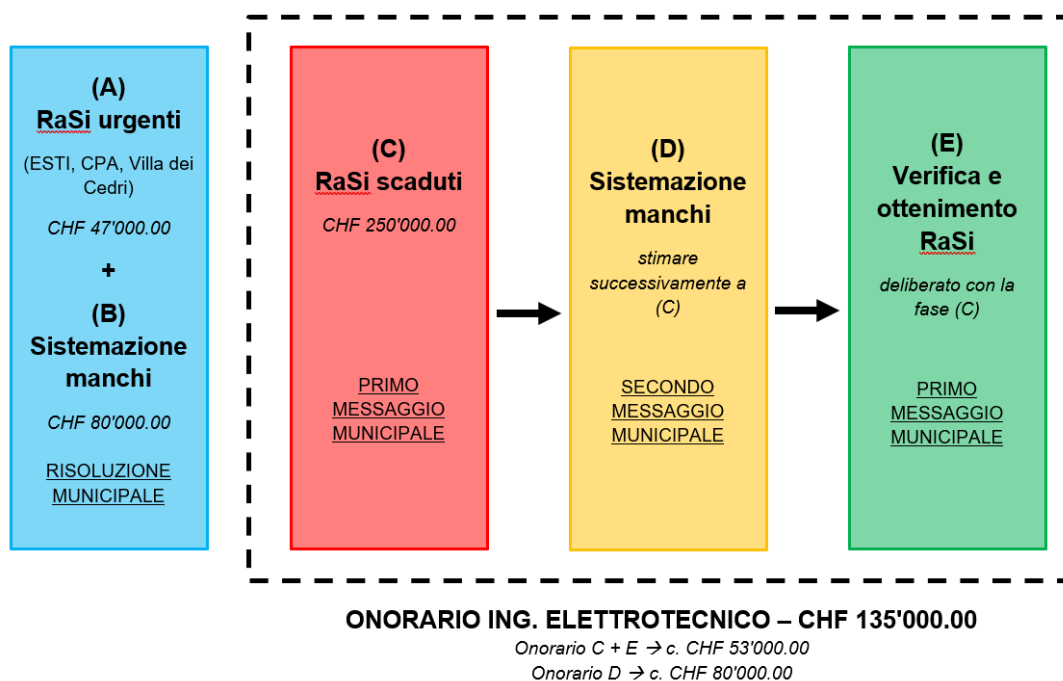 (A)
RaSi urgenti
(ESTI, CPA, Villa dei
Cedri)
CHF 47'000.00
+
(B)
Sistemazione
manchi
CHF 80'000.00
RISOLUZIONE
MUNICIPALE
(C)
RaSi scaduti
CHF 250'000.00
PRIMO
MESSAGGIO
MUNICIPALE
(D)
Sistemazione
manchi
stimare
successivamente a
(C)
SECONDO
MESSAGGIO
MUNICIPALE
(E)
Verifica e
ottenimento
RaSi
deliberato con la
fase (C)
PRIMO
MESSAGGIO
MUNICIPALE
ONORARIO ING. ELETTROTECNICO – CHF 135'000.00
Onorario C + E → c. CHF 53'000.00
Onorario D → c. CHF 80'000.00